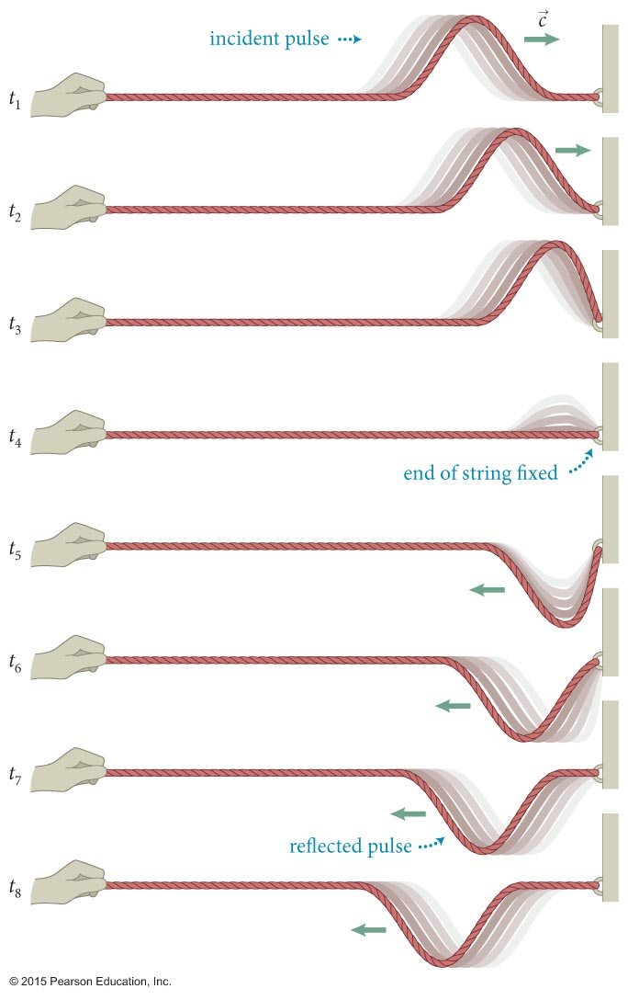 incident pulse
c⃗
t1
t2
t3
t4
end of string fixed
t5
t6
t7
reflected pulse
t8
© 2015 Pearson Education, Inc.